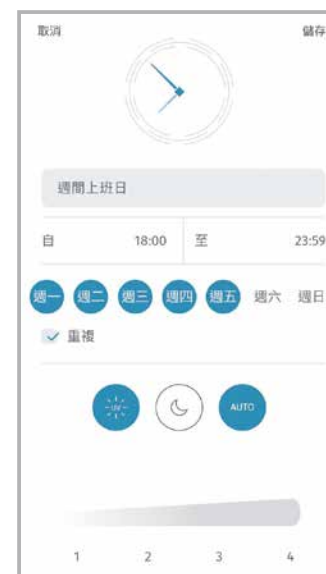 取消 儲存
週間上班日
自 18:00 至 23:59
週一 週二 週三 週四 週五 週六 週日
重複
UV AUTO
1 2 3 4